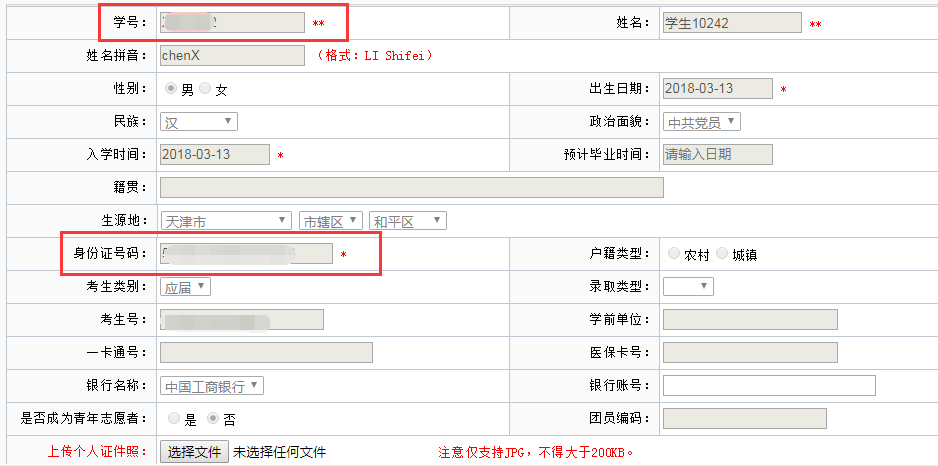 学号： 2 ** 姓名： 学生10242 **
姓名拼音： chenX （格式：LI Shifei）
性别： 男 女 出生日期： 2018-03-13 *
民族： 汉 政治面貌： 中共党员
入学时间： 2018-03-13 * 预计毕业时间： 请输入日期
籍贯：
生源地： 天津市 市辖区 和平区
身份证号码： * 户籍类型： 农村 城镇
考生类别： 应届 录取类型：
考生号： 学前单位：
一卡通号： 医保卡号：
银行名称： 中国工商银行 银行账号：
是否成为青年志愿者： 是 否 团员编码：
上传个人证件照： 选择文件 未选择任何文件 注意仅支持JPG，不得大于200KB。